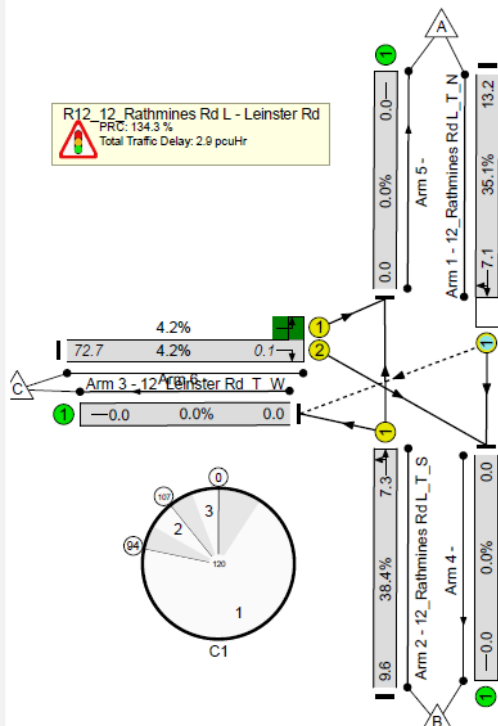 A
1
R12_12_Rathmines Rd L - Leinster Rd
PRC: 134.3 %
Total Traffic Delay: 2.9 pcuHr
0.0
0.0%
0.0
Arm 5 -
Arm 1 - 12_Rathmines Rd L_T_N
13.2
35.1%
7.1
4.2%
1
72.7 4.2% 0.1
2
1
C
Arm 6
Arm 3 - 12_Leinster Rd_T_W
1
0.0 0.0% 0.0
1
7.3
38.4%
9.6
Arm 2 - 12_Rathmines Rd L_T_S
Arm 4 -
0.0
0.0%
0.0
0
107
3
2
94
120
1
C1
1
B